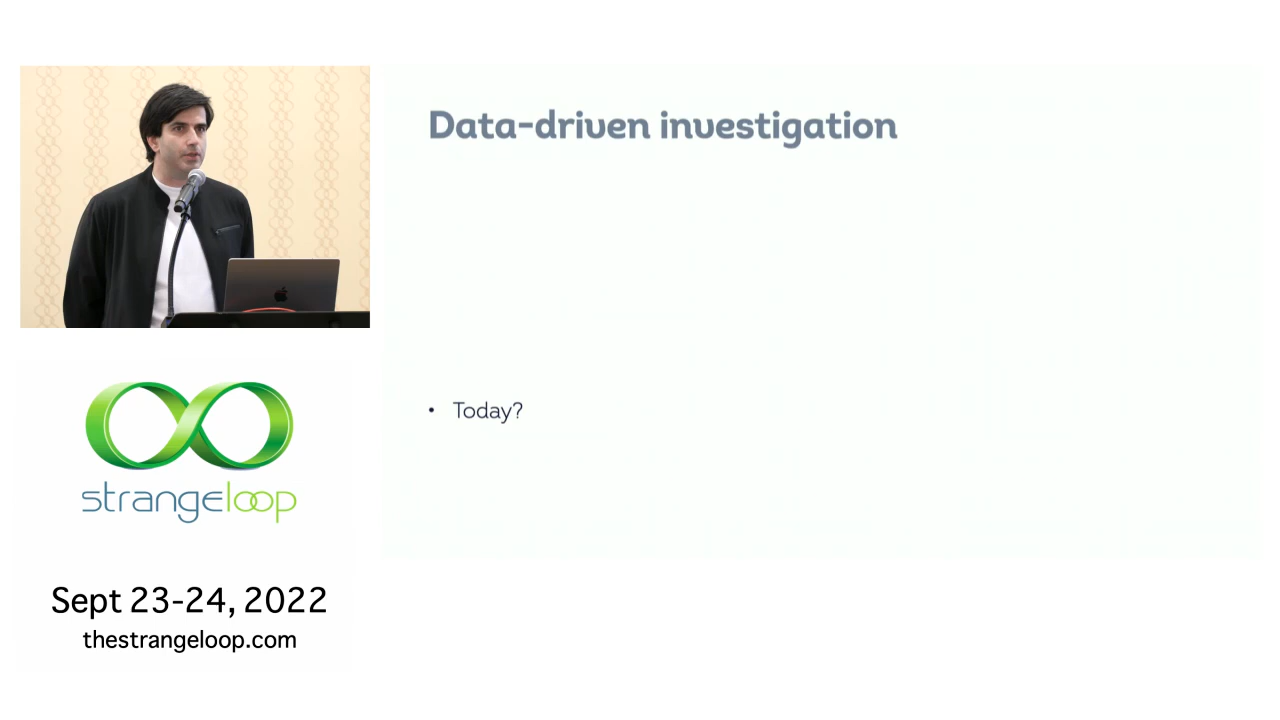 Data-driven investigation
• Today?
strangeloop
Sept 23-24, 2022
thestrangeloop.com